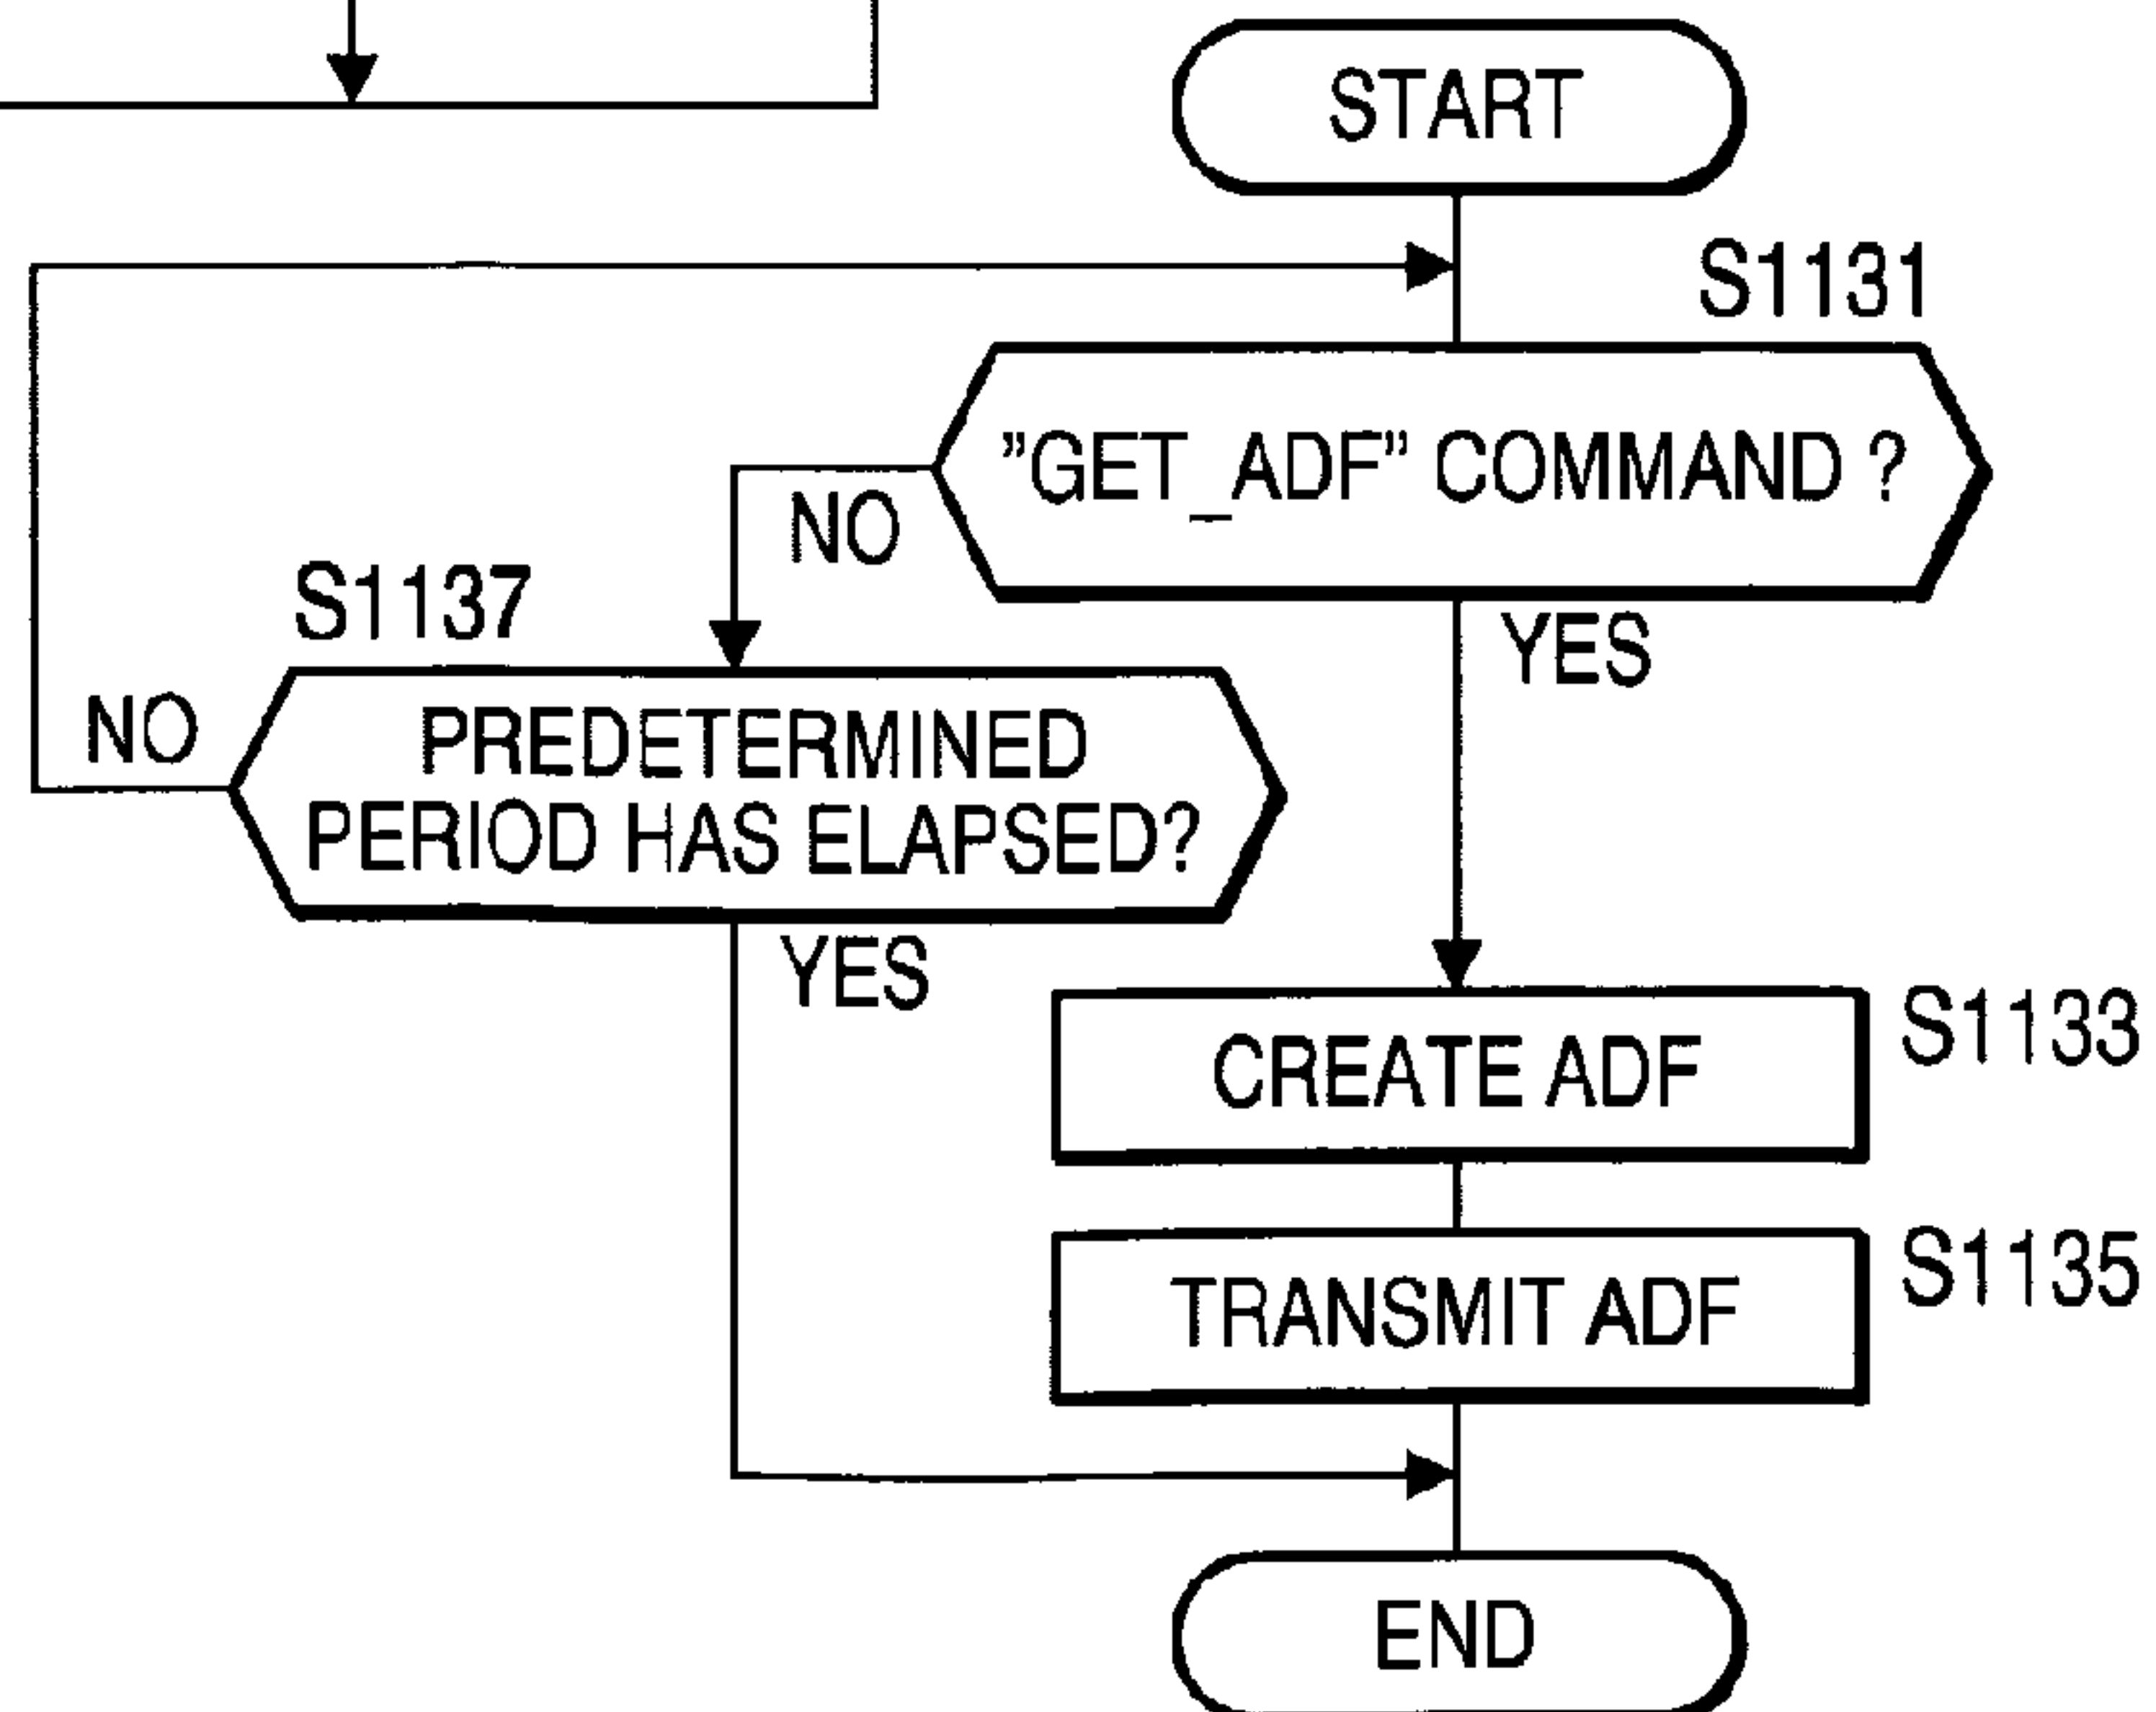 START
S1131
”GET_ADF” COMMAND ?
NO
YES
S1137
NO
PREDETERMINED
PERIOD HAS ELAPSED?
YES
S1133
CREATE ADF
S1135
TRANSMIT ADF
END